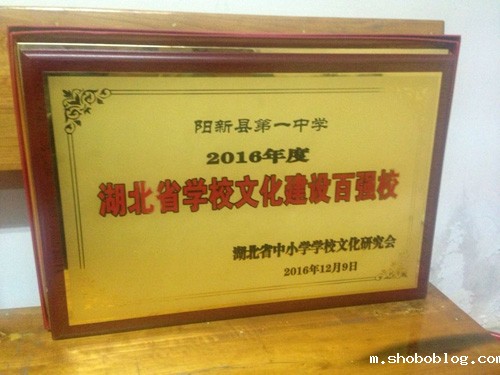 阳新县第一中学
2016年度
湖北省学校文化建设百强校
湖北省中小学学校文化研究会
2016年12月9日
m.shoboblog.com